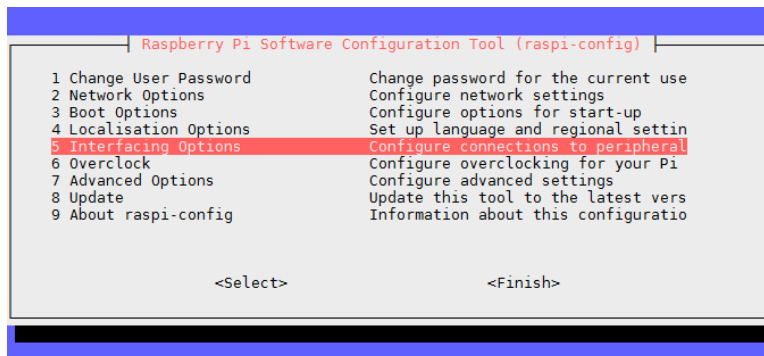 Raspberry Pi Software Configuration Tool (raspi-config)
1 Change User Password Change password for the current use
2 Network Options Configure network settings
3 Boot Options Configure options for start-up
4 Localisation Options Set up language and regional settin
5 Interfacing Options Configure connections to peripheral
6 Overclock Configure overclocking for your Pi
7 Advanced Options Configure advanced settings
8 Update Update this tool to the latest vers
9 About raspi-config Information about this configuratio
<Select> <Finish>